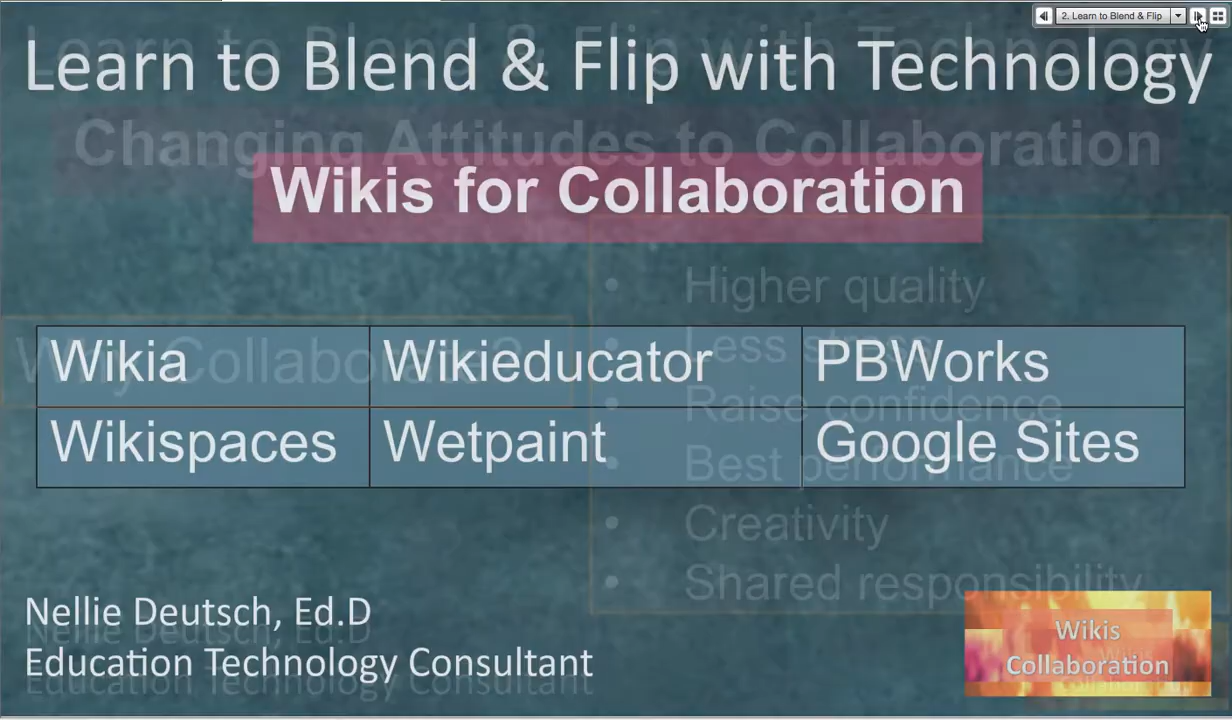 2. Learn to Blend & Flip
Learn to Blend & Flip with Technology
Changing Attitudes to Collaboration
Wikis for Collaboration
• Higher quality
• Less stress
• Raise confidence
• Best performance
• Creativity
• Shared responsibility
Wikia Wikieducator PBWorks
Wikispaces Wetpaint Google Sites
Nellie Deutsch, Ed.D
Education Technology Consultant
Wikis
Collaboration